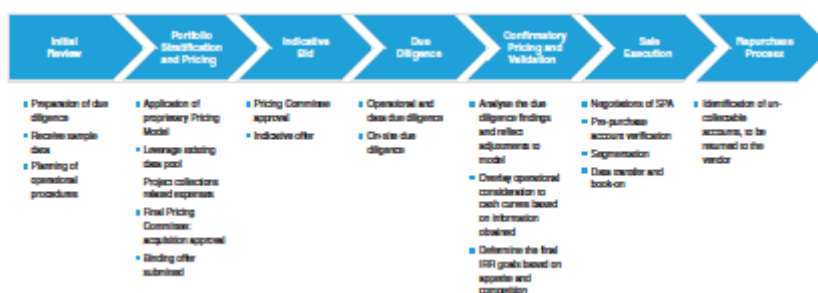 Initial
Review
Portfolio
Stratification
and Pricing
Indicative
Bid
Due
Diligence
Confirmatory
Pricing and
Validation
Sale
Execution
Repurchase
Process
Preparation of due
diligence
Receive sample
data
Planning of
operational
procedures
Application of
proprietary Pricing
Model
Leverage existing
data pool
Project collections
related expenses
Final Pricing
Committee:
acquisition approval
Binding offer
submitted
Pricing Committee
approval
Indicative offer
Operational and
data due diligence
On-site due
diligence
Analyse the due
diligence findings
and reflect
adjustments to
model
Overlay operational
consideration to
cash curves based
on information
obtained
Determine the final
IRR goals based on
appetite and
competition
Negotiations of SPA
Pre-purchase
account verification
Segmentation
Data transfer and
book-on
Identification of un-
collectable
accounts, to be
returned to the
vendor